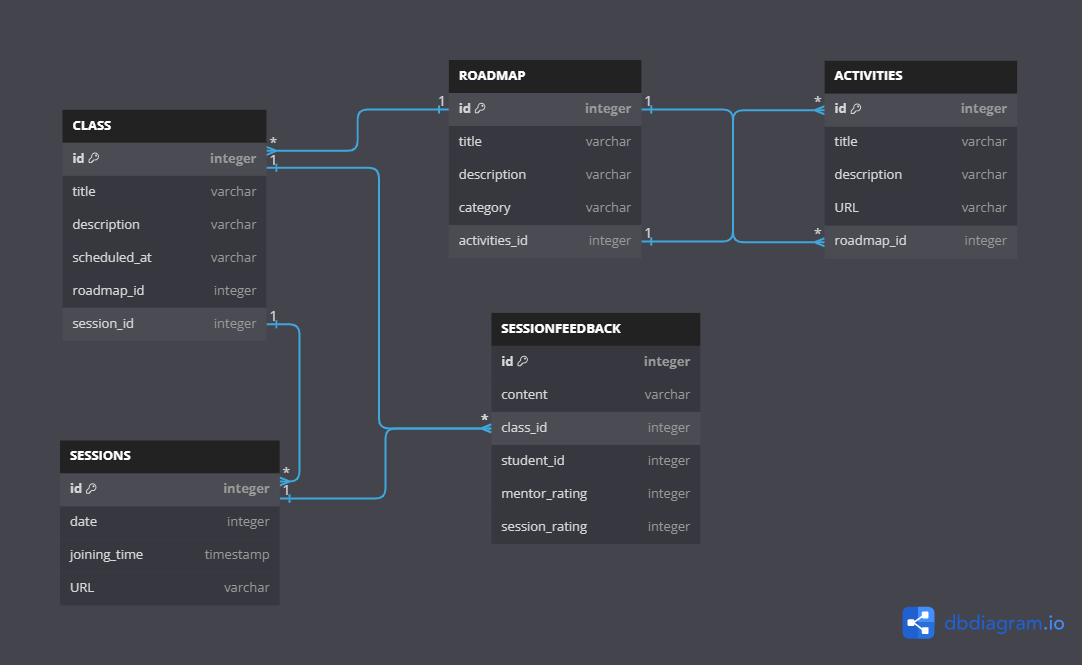 CLASS
id integer
title varchar
description varchar
scheduled_at varchar
roadmap_id integer
session_id integer
ROADMAP
id integer
title varchar
description varchar
category varchar
activities_id integer
ACTIVITIES
id integer
title varchar
description varchar
URL varchar
roadmap_id integer
SESSIONS
id integer
date integer
joining_time timestamp
URL varchar
SESSIONFEEDBACK
id integer
content varchar
class_id integer
student_id integer
mentor_rating integer
session_rating integer
* 1
1
* 1
1 1
1
*
*
*
dbdiagram.io